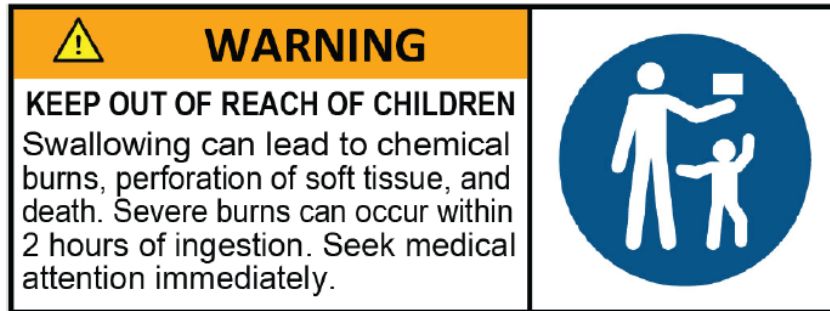 WARNING
KEEP OUT OF REACH OF CHILDREN
Swallowing can lead to chemical
burns, perforation of soft tissue, and
death. Severe burns can occur within
2 hours of ingestion. Seek medical
attention immediately.